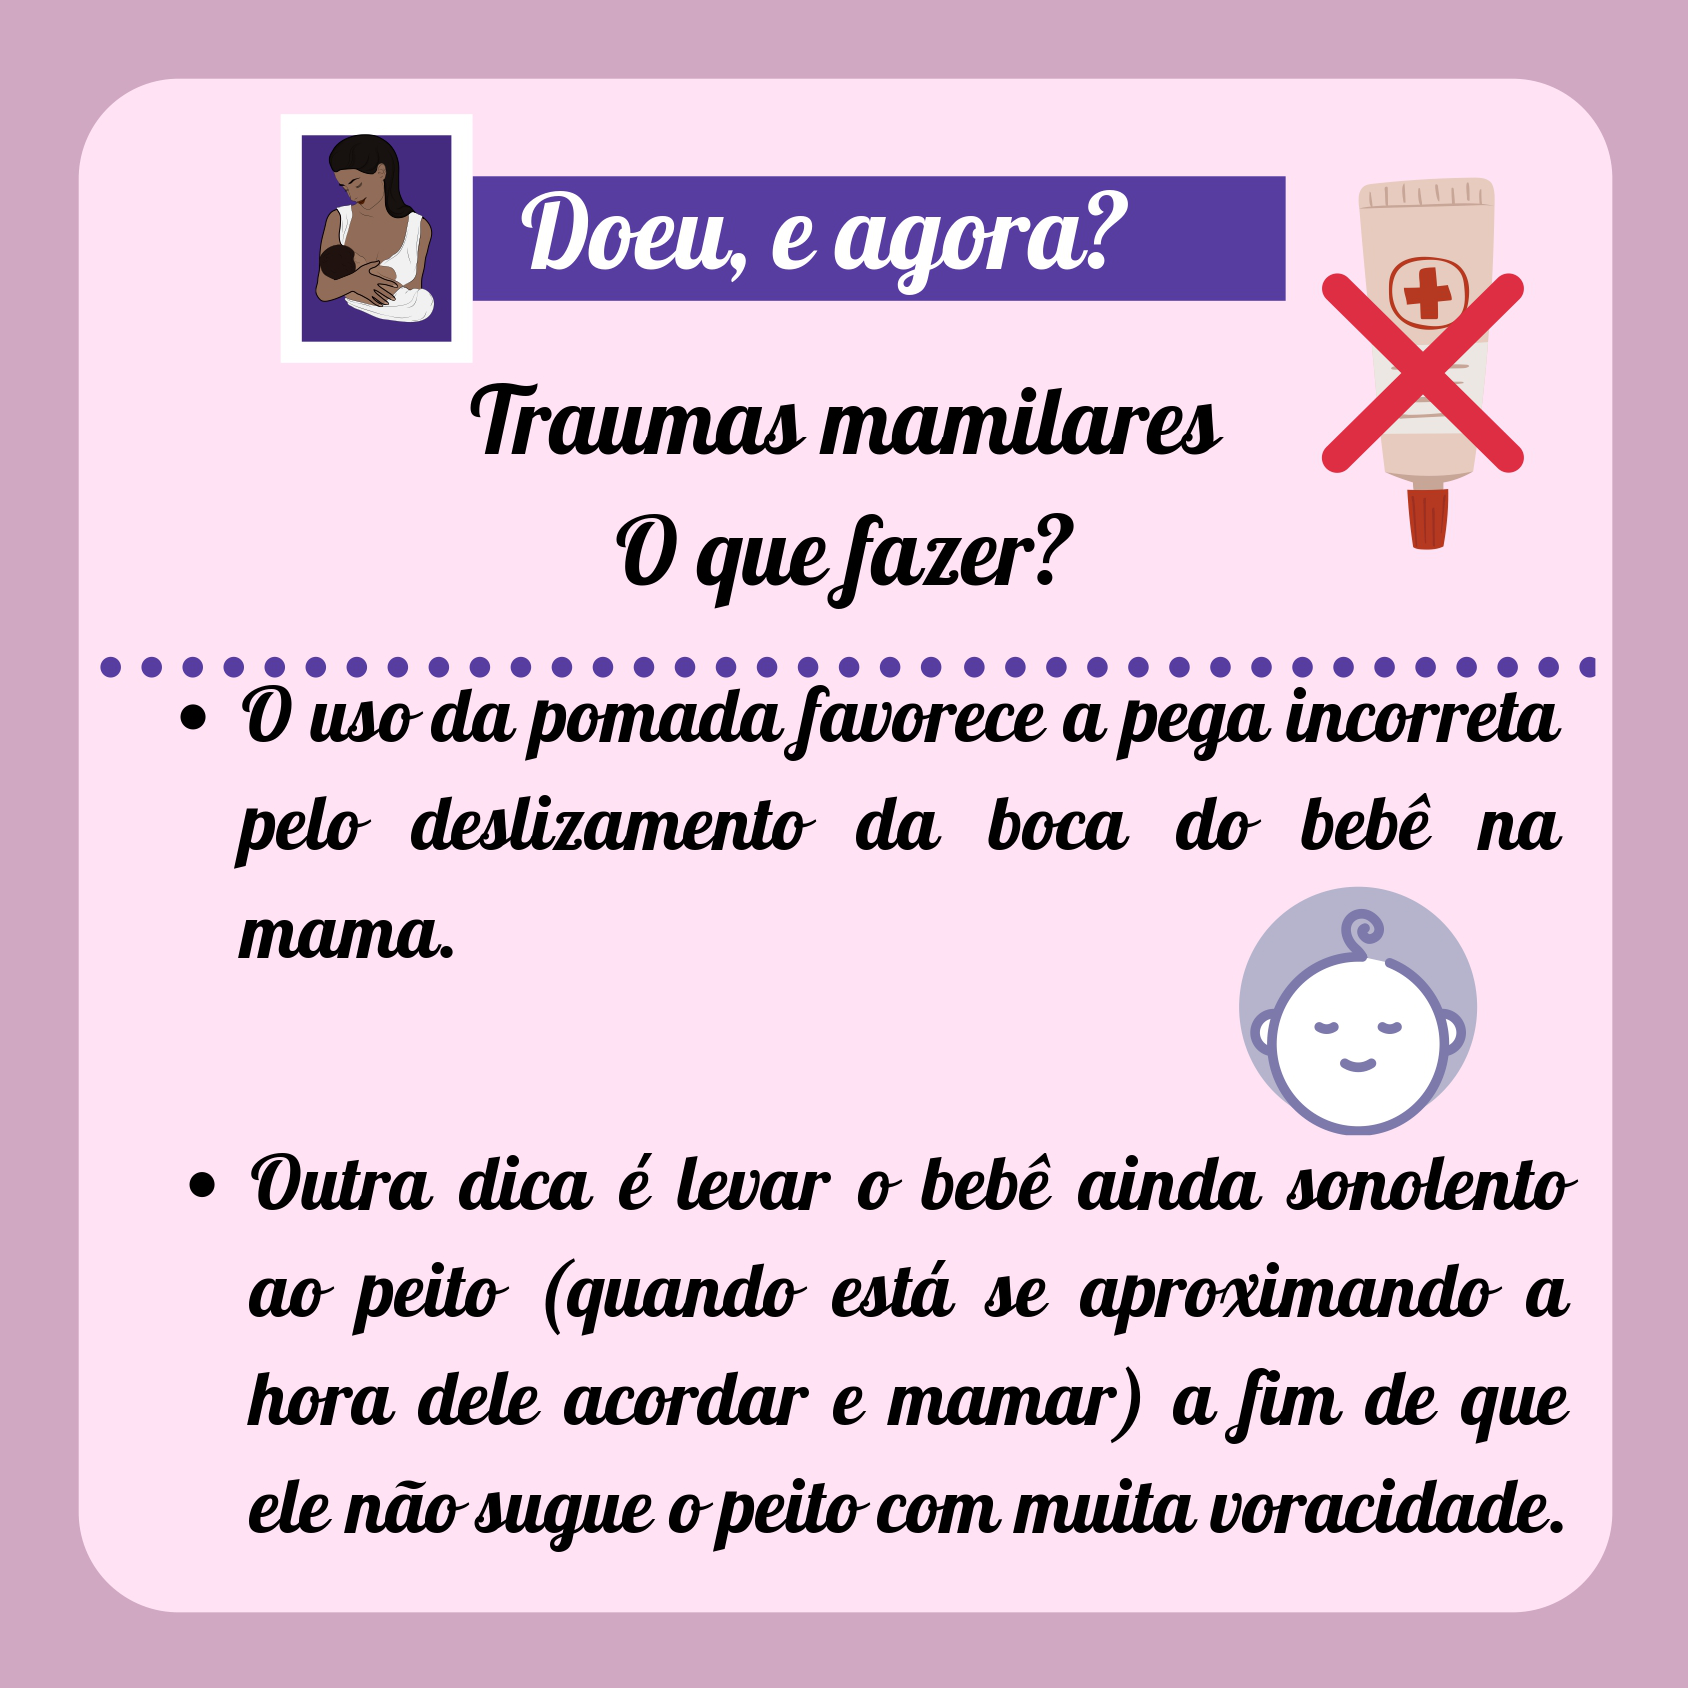 Doeu, e agora?
Traumas mamilares
O que fazer?
• O uso da pomada favorece a pega incorreta
pelo deslizamento da boca do bebê na
mama.
• Outra dica é levar o bebê ainda sonolento
ao peito (quando está se aproximando a
hora dele acordar e mamar) a fim de que
ele não sugue o peito com muita voracidade.